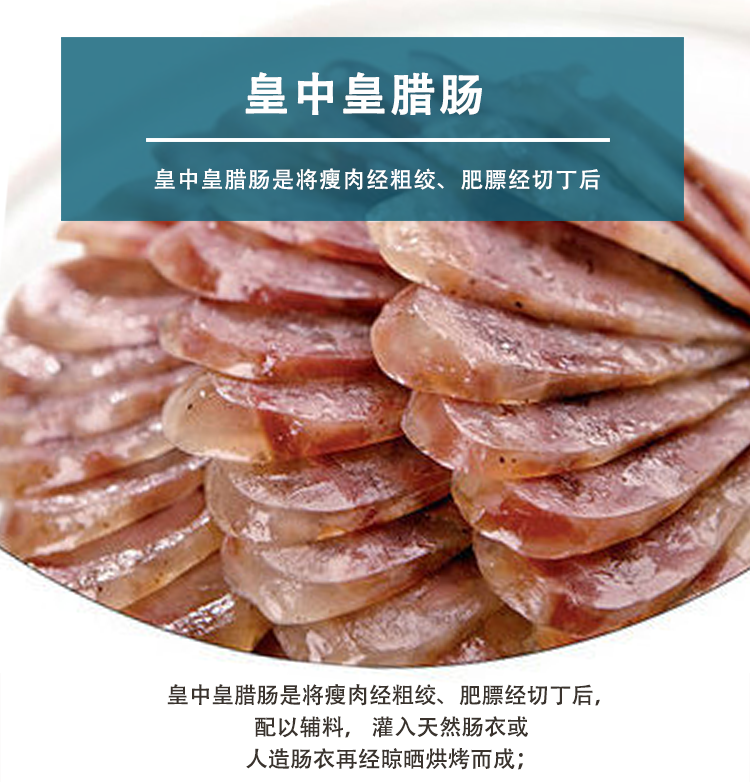 皇中皇腊肠
皇中皇腊肠是将瘦肉经粗绞、肥膘经切丁后
皇中皇腊肠是将瘦肉经粗绞、肥膘经切丁后,
配以辅料, 灌入天然肠衣或
人造肠衣再经晾晒烘烤而成;